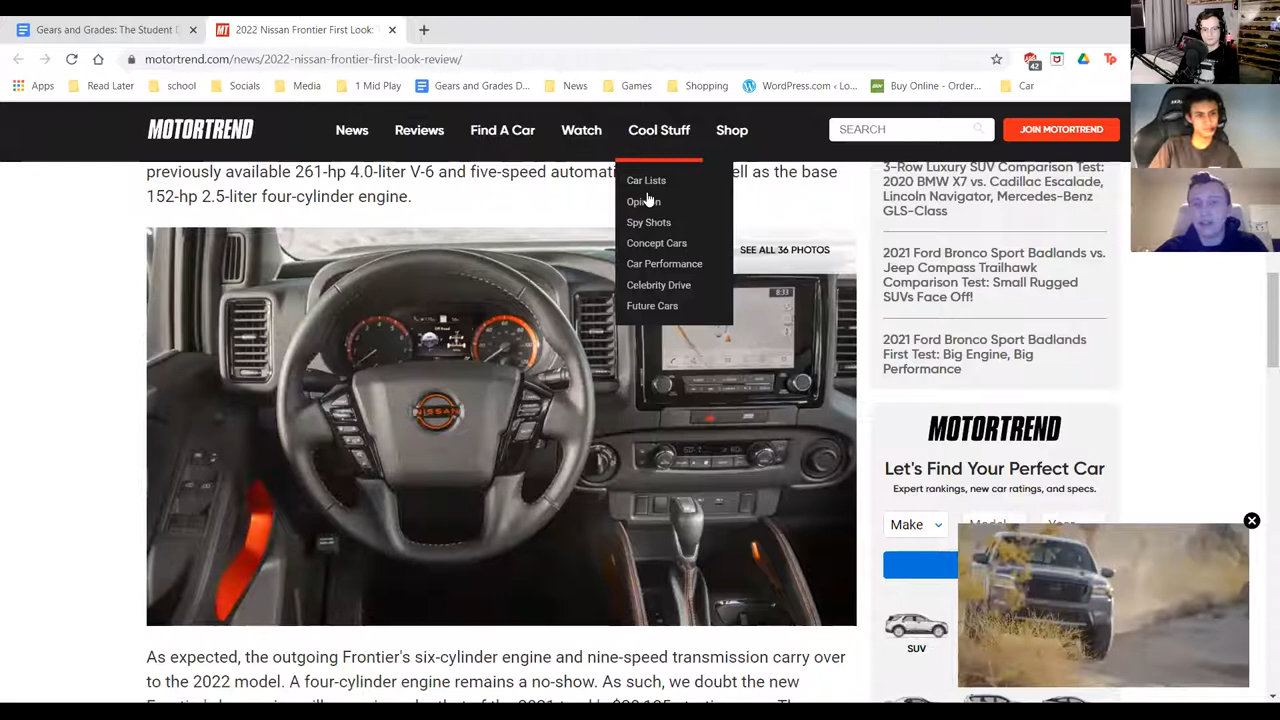 Gears and Grades: The Student D
2022 Nissan Frontier First Look:
motortrend.com/news/2022-nissan-frontier-first-look-review/
42
Apps
Read Later
school
Socials
Media
1 Mid Play
Gears and Grades D...
News
Games
Shopping
WordPress.com ‹ Lo...
Buy Online - Order...
Car
MOTORTREND
News
Reviews
Find A Car
Watch
Cool Stuff
Shop
SEARCH
JOIN MOTORTREND
Car Lists
Spy Shots
Concept Cars
Car Performance
Celebrity Drive
Future Cars
previously available 261-hp 4.0-liter V-6 and five-speed
as the base
152-hp 2.5-liter four-cylinder engine.
SEE ALL 36 PHOTOS
8:33
NISSAN
As expected, the outgoing Frontier's six-cylinder engine and nine-speed transmission carry over
to the 2022 model. A four-cylinder engine remains a no-show. As such, we doubt the new
3-Row Luxury SUV Comparison Test:
2020 BMW X7 vs. Cadillac Escalade,
Lincoln Navigator, Mercedes-Benz
GLS-Class
2021 Ford Bronco Sport Badlands vs.
Jeep Compass Trailhawk
Comparison Test: Small Rugged
SUVs Face Off!
2021 Ford Bronco Sport Badlands
First Test: Big Engine, Big
Performance
MOTORTREND
Let's Find Your Perfect Car
Expert rankings, new car ratings, and specs.
Make
SUV